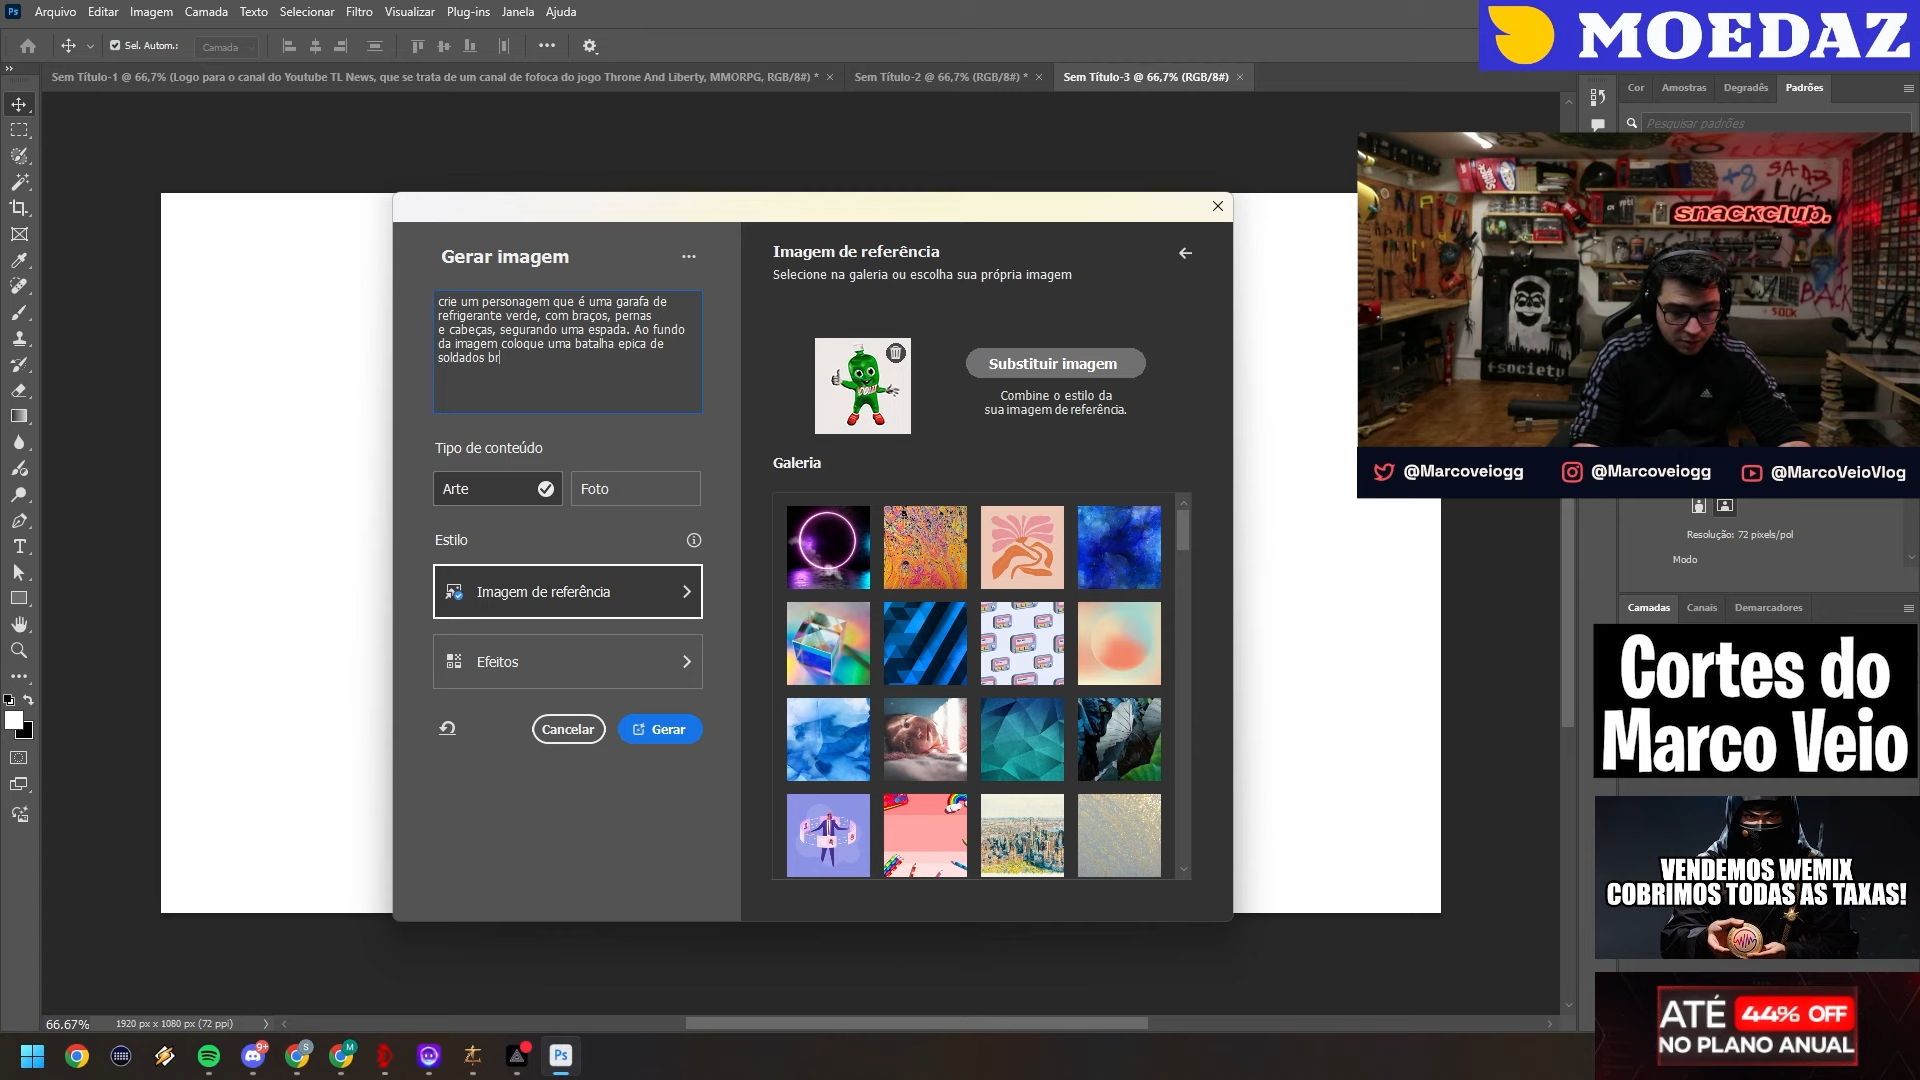 Ps Arquivo Editar Imagem Camada Texto Selecionar Filtro Visualizar Plug-ins Janela Ajuda
MOEDAZ
Sel. Autom.: Camada
Sem Título-1 @ 66,7% (Logo para o canal do Youtube TL News, que se trata de um canal de fofoca do jogo Throne And Liberty, MMORPG, RGB/8#) * Sem Título-2 @ 66,7% (RGB/8#) * Sem Título-3 @ 66,7% (RGB/8#)
Cor Amostras Degradês Padrões
Pesquisar padrões
snackclub.
fsociety
@Marcoveiogg @Marcoveiogg @MarcoVeioVlog
Gerar imagem
crie um personagem que é uma garafa de
refrigerante verde, com braços, pernas
e cabeças, segurando uma espada. Ao fundo
da imagem coloque uma batalha epica de
soldados br
Tipo de conteúdo
Arte Foto
Estilo
Imagem de referência
Efeitos
Cancelar Gerar
Imagem de referência
Selecione na galeria ou escolha sua própria imagem
Substituir imagem
Combine o estilo da
sua imagem de referência.
Galeria
Resolução: 72 pixels/pol
Modo
Camadas Canais Demarcadores
Cortes do
Marco Veio
VENDEMOS WEMIX
COBRIMOS TODAS AS TAXAS!
ATÉ 44% OFF
NO PLANO ANUAL
66.67% 1920 px x 1080 px (72 ppi)
9+ S M Ps